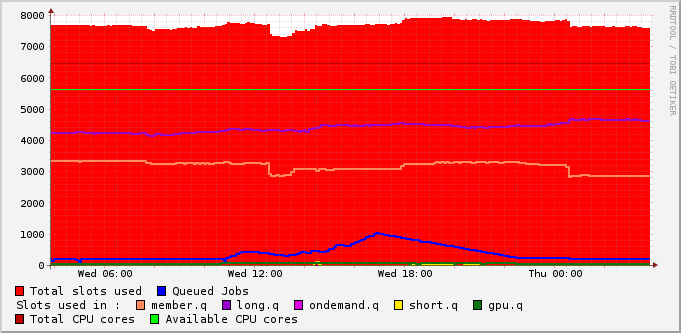 8000
7000
6000
5000
4000
3000
2000
1000
0
Wed 06:00 Wed 12:00 Wed 18:00 Thu 00:00
Total slots used Queued Jobs
Slots used in : member.q long.q ondemand.q short.q gpu.q
Total CPU cores Available CPU cores
RRDTOOL / TOBI OETIKER